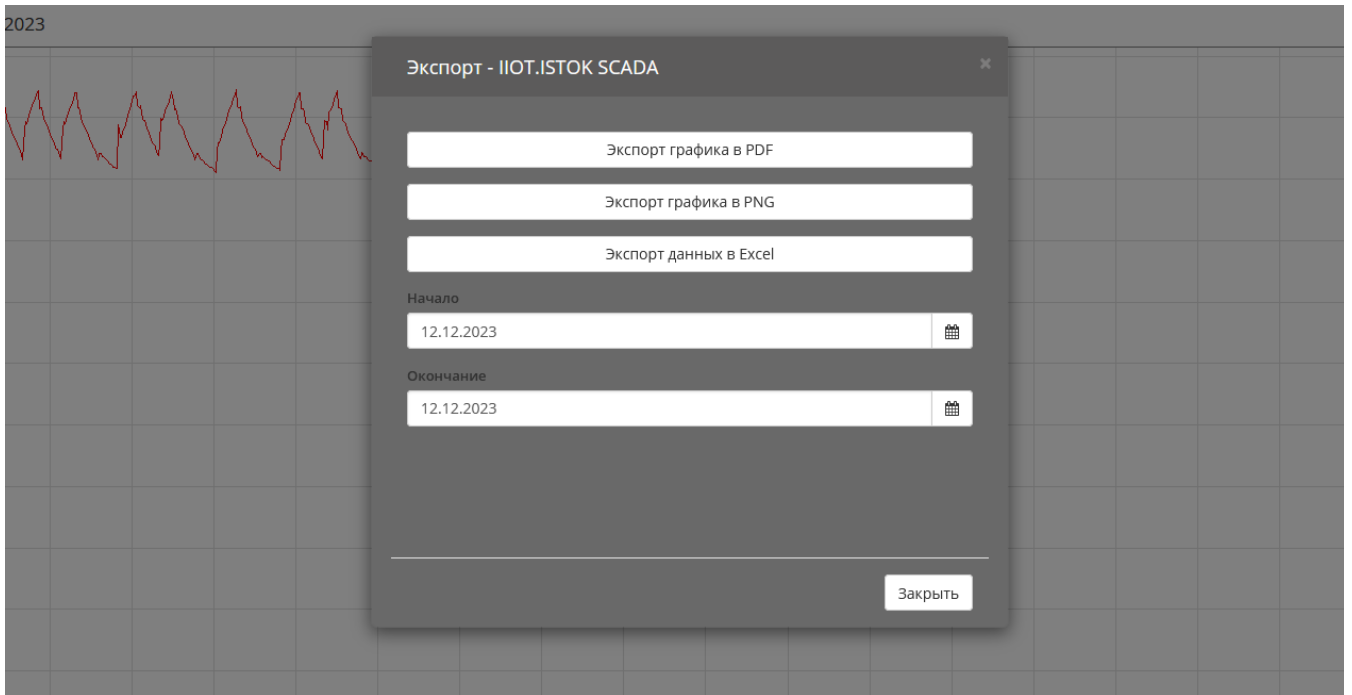 2023
Экспорт - IIOT.ISTOK SCADA
×
Экспорт графика в PDF
Экспорт графика в PNG
Экспорт данных в Excel
Начало
12.12.2023
Окончание
12.12.2023
Закрыть